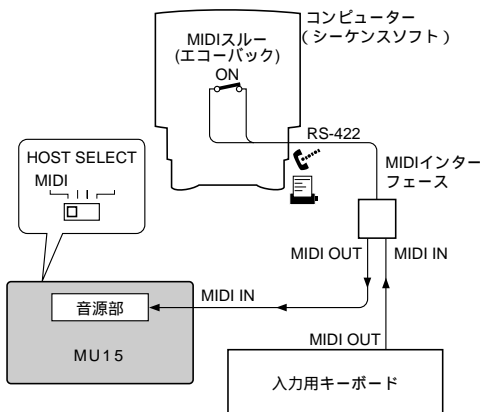 コンピューター
(シーケンスソフト)
MIDIスルー
(エコーバック)
ON
RS-422
HOST SELECT
MIDI
MIDIインター
フェース
MIDI OUT
MIDI IN
MIDI IN
音源部
MU15
MIDI OUT
入力用キーボード